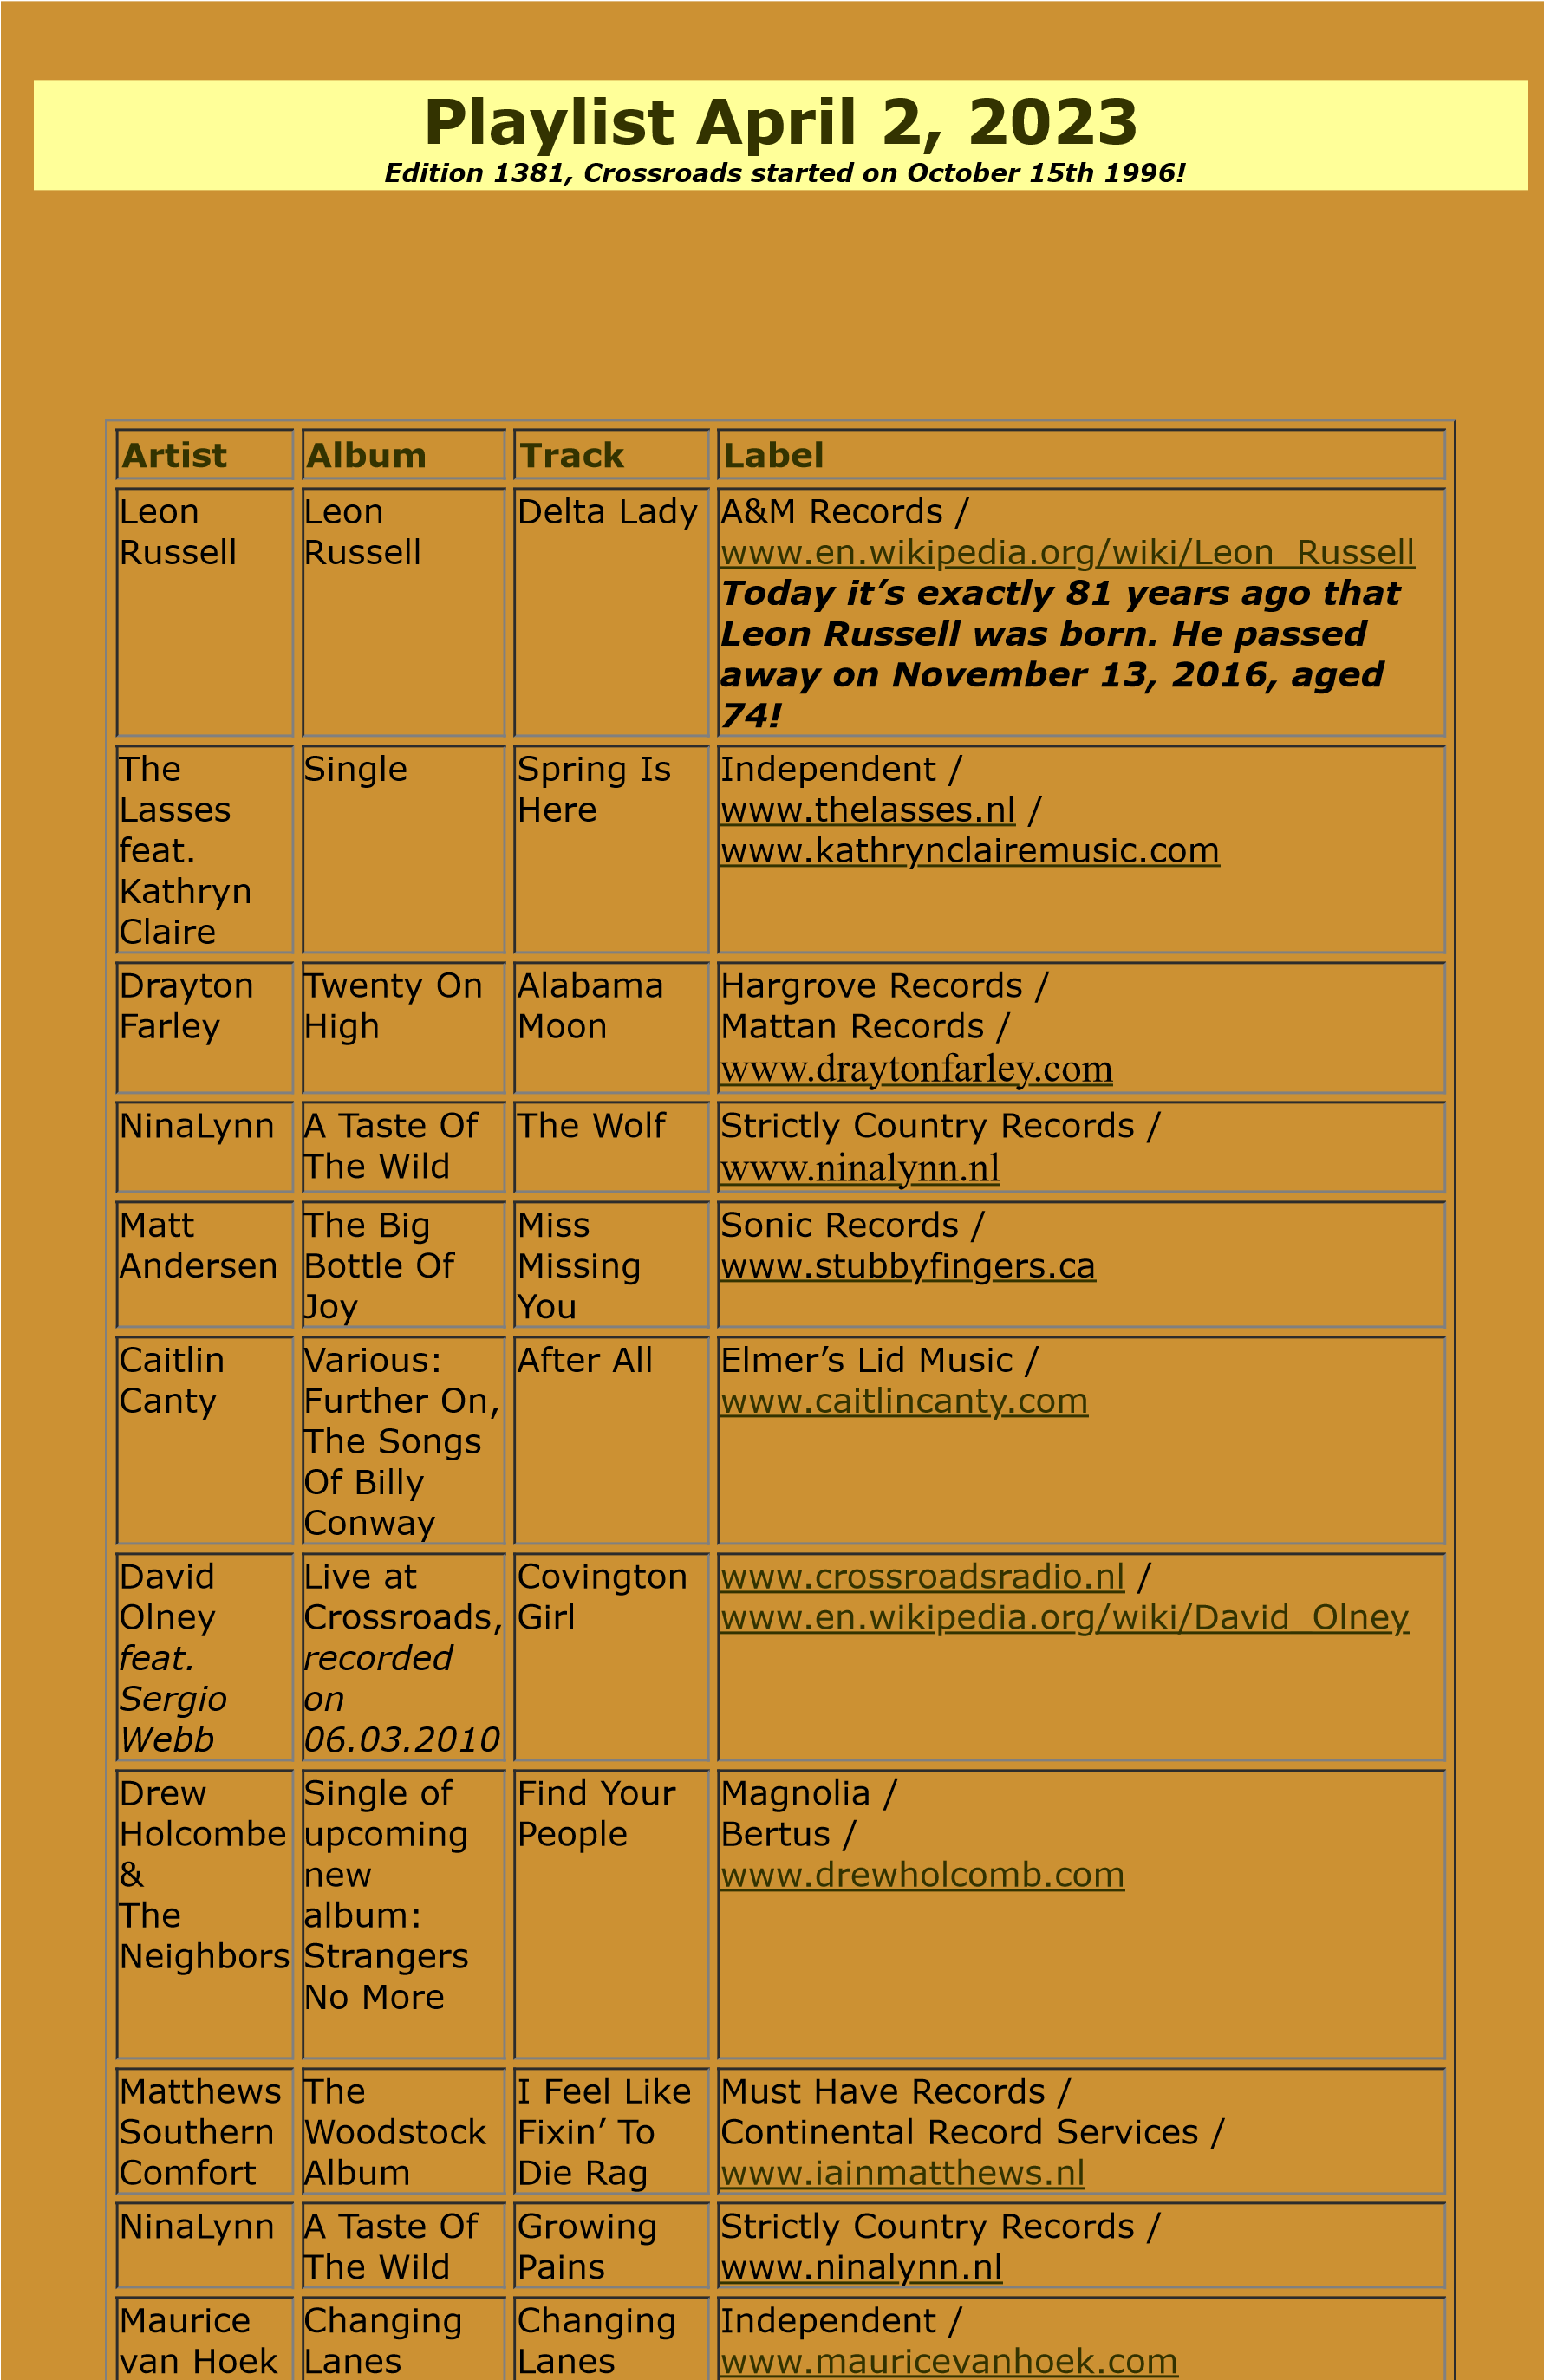 Playlist April 2, 2023
Edition 1381, Crossroads started on October 15th 1996!
Artist
Album
Track
Label
Leon
Russell
Leon
Russell
Delta Lady
A&M Records /
www.en.wikipedia.org/wiki/Leon_Russell
Today it’s exactly 81 years ago that
Leon Russell was born. He passed
away on November 13, 2016, aged
74!
The
Lasses
feat.
Kathryn
Claire
Single
Spring Is
Here
Independent /
www.thelasses.nl /
www.kathrynclairemusic.com
Drayton
Farley
Twenty On
High
Alabama
Moon
Hargrove Records /
Mattan Records /
www.draytonfarley.com
NinaLynn
A Taste Of
The Wild
The Wolf
Strictly Country Records /
www.ninalynn.nl
Matt
Andersen
The Big
Bottle Of
Joy
Miss
Missing
You
Sonic Records /
www.stubbyfingers.ca
Caitlin
Canty
Various:
Further On,
The Songs
Of Billy
Conway
After All
Elmer’s Lid Music /
www.caitlincanty.com
David
Olney
feat.
Sergio
Webb
Live at
Crossroads,
recorded
on
06.03.2010
Covington
Girl
www.crossroadsradio.nl /
www.en.wikipedia.org/wiki/David_Olney
Drew
Holcombe
&
The
Neighbors
Single of
upcoming
new
album:
Strangers
No More
Find Your
People
Magnolia /
Bertus /
www.drewholcomb.com
Matthews
Southern
Comfort
The
Woodstock
Album
I Feel Like
Fixin’ To
Die Rag
Must Have Records /
Continental Record Services /
www.iainmatthews.nl
NinaLynn
A Taste Of
The Wild
Growing
Pains
Strictly Country Records /
www.ninalynn.nl
Maurice
van Hoek
Changing
Lanes
Changing
Lanes
Independent /
www.mauricevanhoek.com